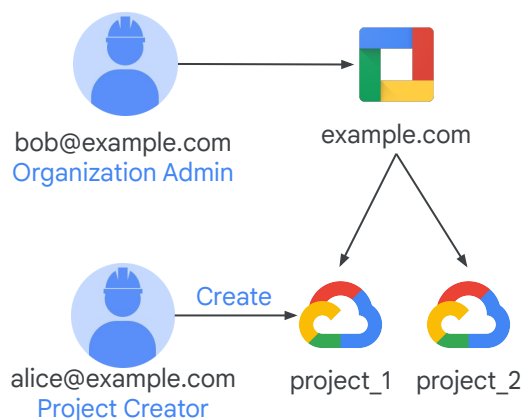 bob@example.com
Organization Admin
example.com
Create
alice@example.com
Project Creator
project_1
project_2